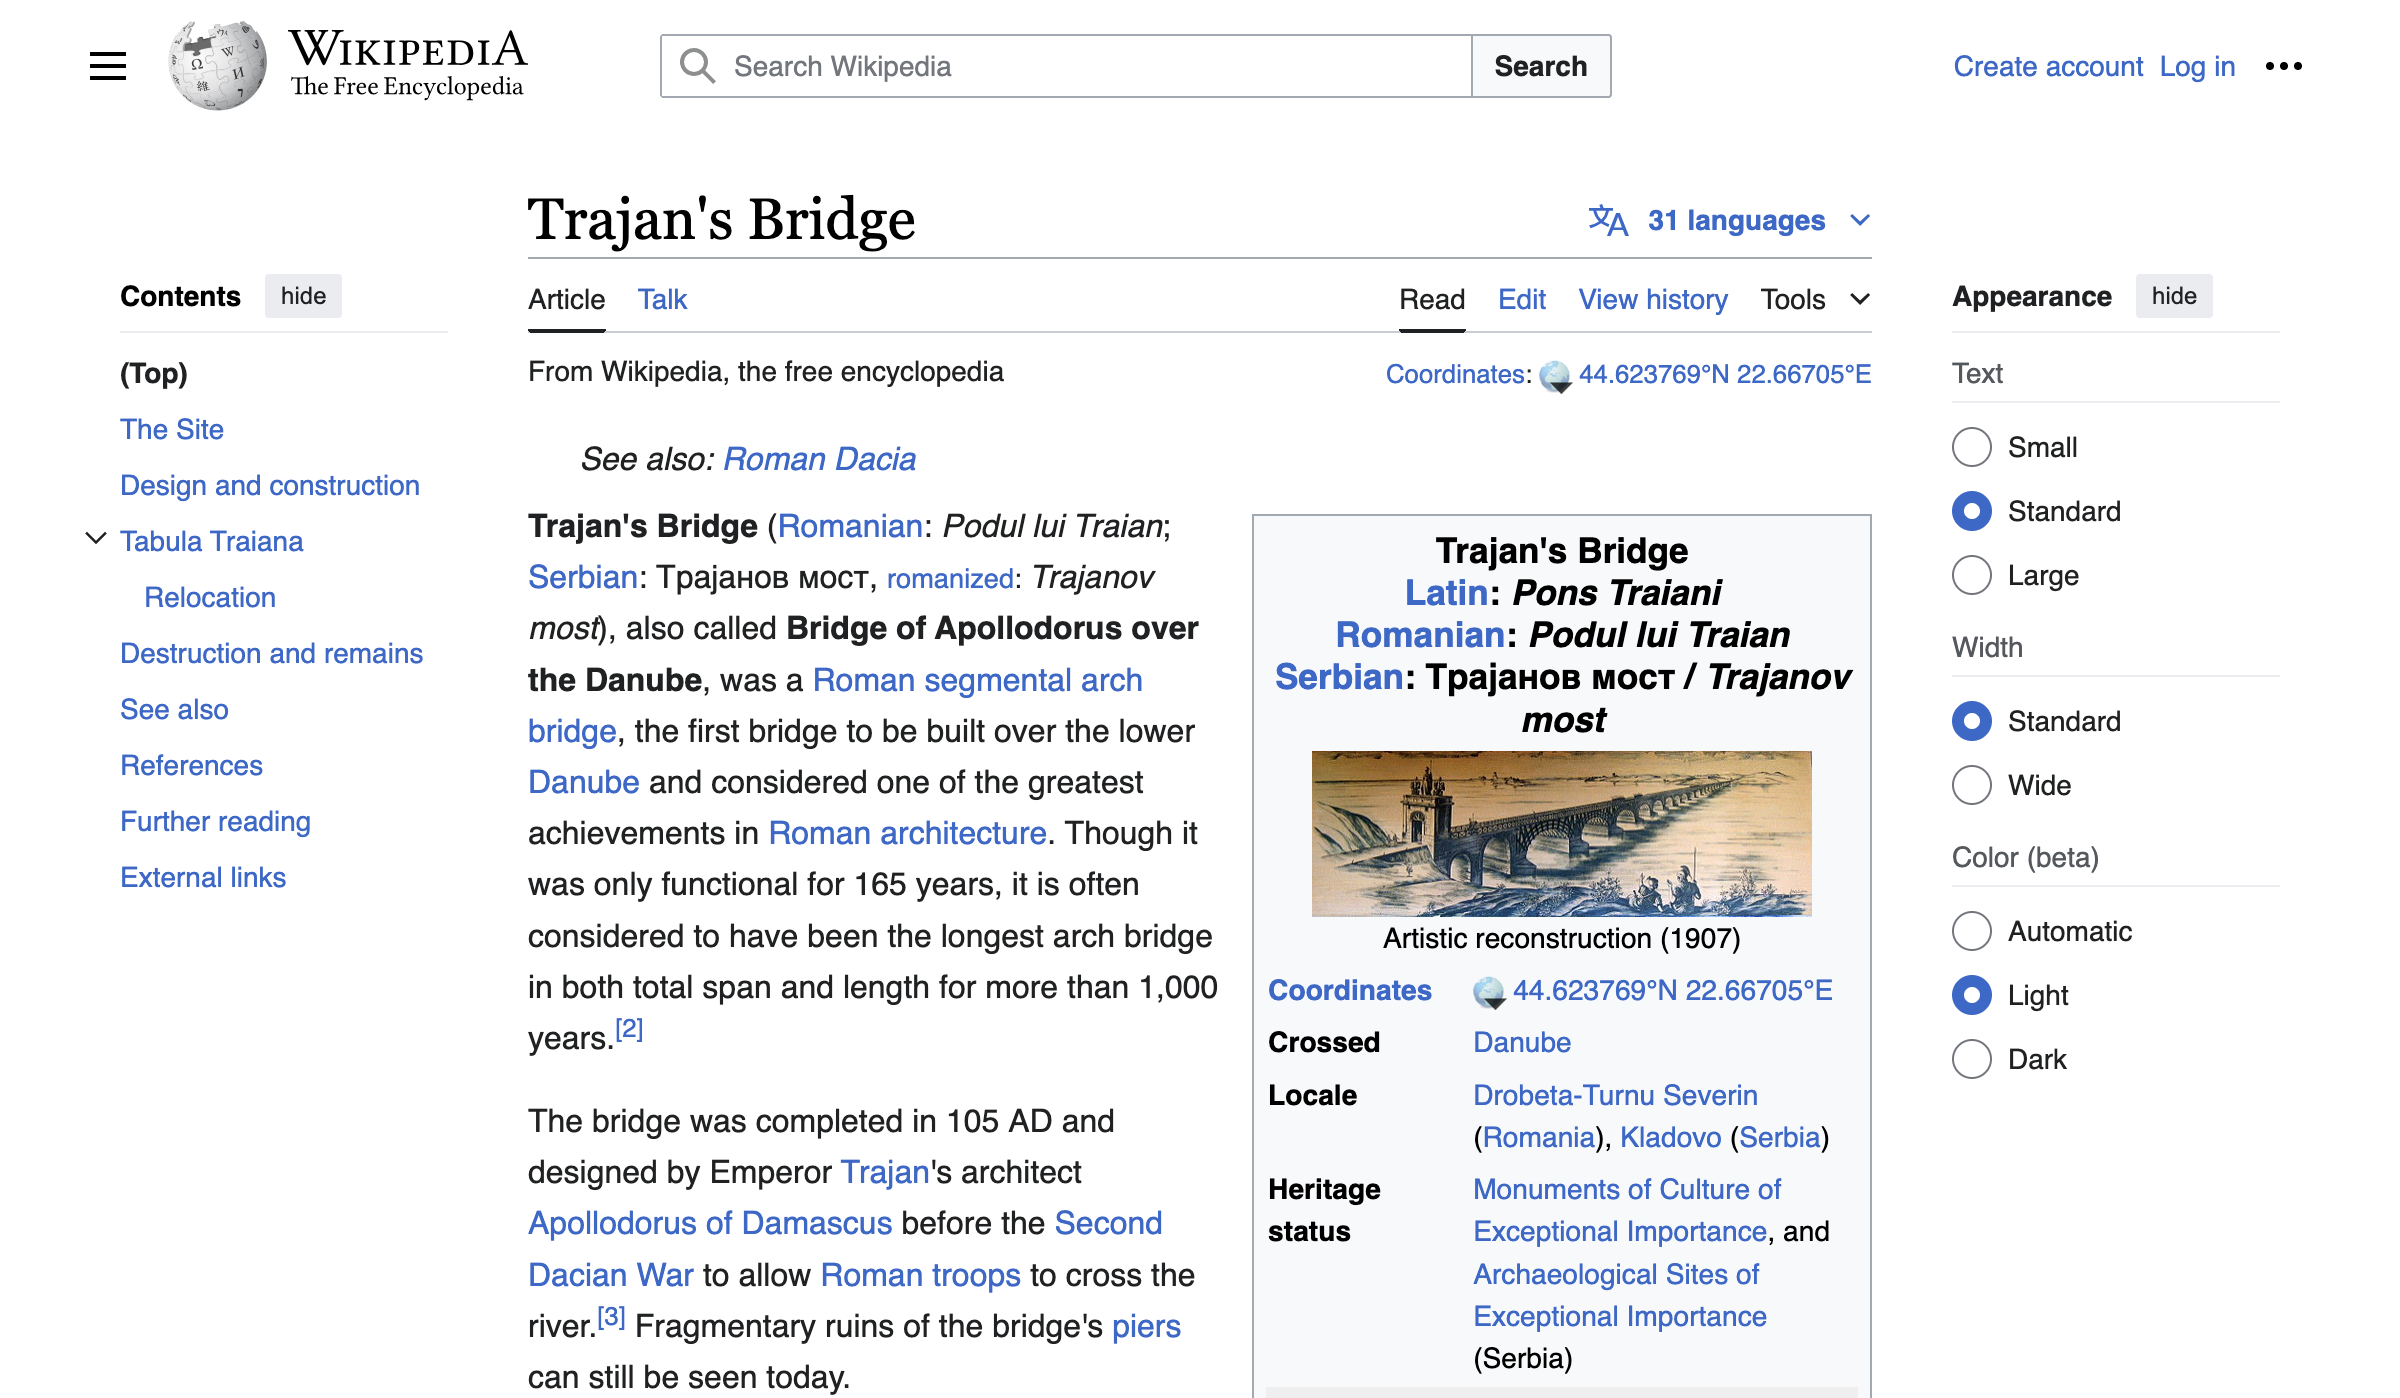 WIKIPEDIA
The Free Encyclopedia
Search Wikipedia
Search
Create account
Log in
Trajan's Bridge
31 languages
Contents
hide
(Top)
The Site
Design and construction
Tabula Traiana
Relocation
Destruction and remains
See also
References
Further reading
External links
Article
Talk
Read
Edit
View history
Tools
From Wikipedia, the free encyclopedia
Coordinates: 44.623769°N 22.66705°E
See also: Roman Dacia
Trajan's Bridge (Romanian: Podul lui Traian;
Serbian: Трајанов мост, romanized: Trajanov
most), also called Bridge of Apollodorus over
the Danube, was a Roman segmental arch
bridge, the first bridge to be built over the lower
Danube and considered one of the greatest
achievements in Roman architecture. Though it
was only functional for 165 years, it is often
considered to have been the longest arch bridge
in both total span and length for more than 1,000
years.[2]
The bridge was completed in 105 AD and
designed by Emperor Trajan's architect
Apollodorus of Damascus before the Second
Dacian War to allow Roman troops to cross the
river.[3] Fragmentary ruins of the bridge's piers
can still be seen today.
Trajan's Bridge
Latin: Pons Traiani
Romanian: Podul lui Traian
Serbian: Трајанов мост / Trajanov
most
Artistic reconstruction (1907)
Coordinates 44.623769°N 22.66705°E
Crossed Danube
Locale Drobeta-Turnu Severin
(Romania), Kladovo (Serbia)
Heritage Monuments of Culture of
status Exceptional Importance, and
Archaeological Sites of
Exceptional Importance
(Serbia)
Appearance
hide
Text
Small
Standard
Large
Width
Standard
Wide
Color (beta)
Automatic
Light
Dark